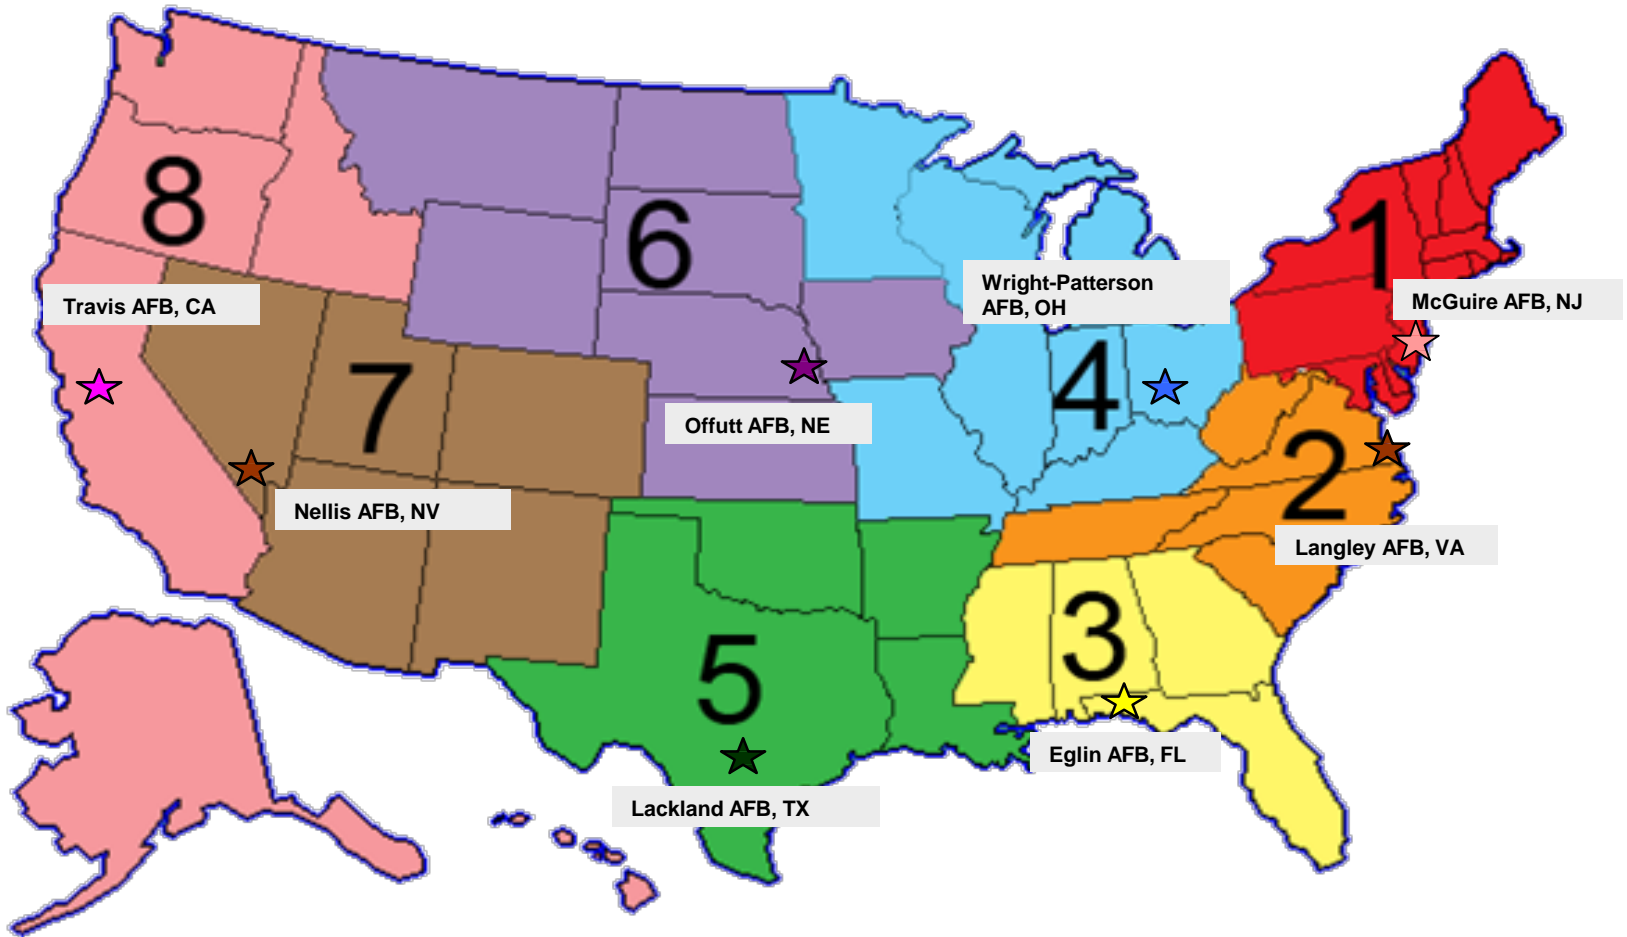 8
6
1
Travis AFB, CA
Wright-Patterson
AFB, OH
McGuire AFB, NJ
7
4
Offutt AFB, NE
2
Nellis AFB, NV
Langley AFB, VA
3
5
Eglin AFB, FL
Lackland AFB, TX